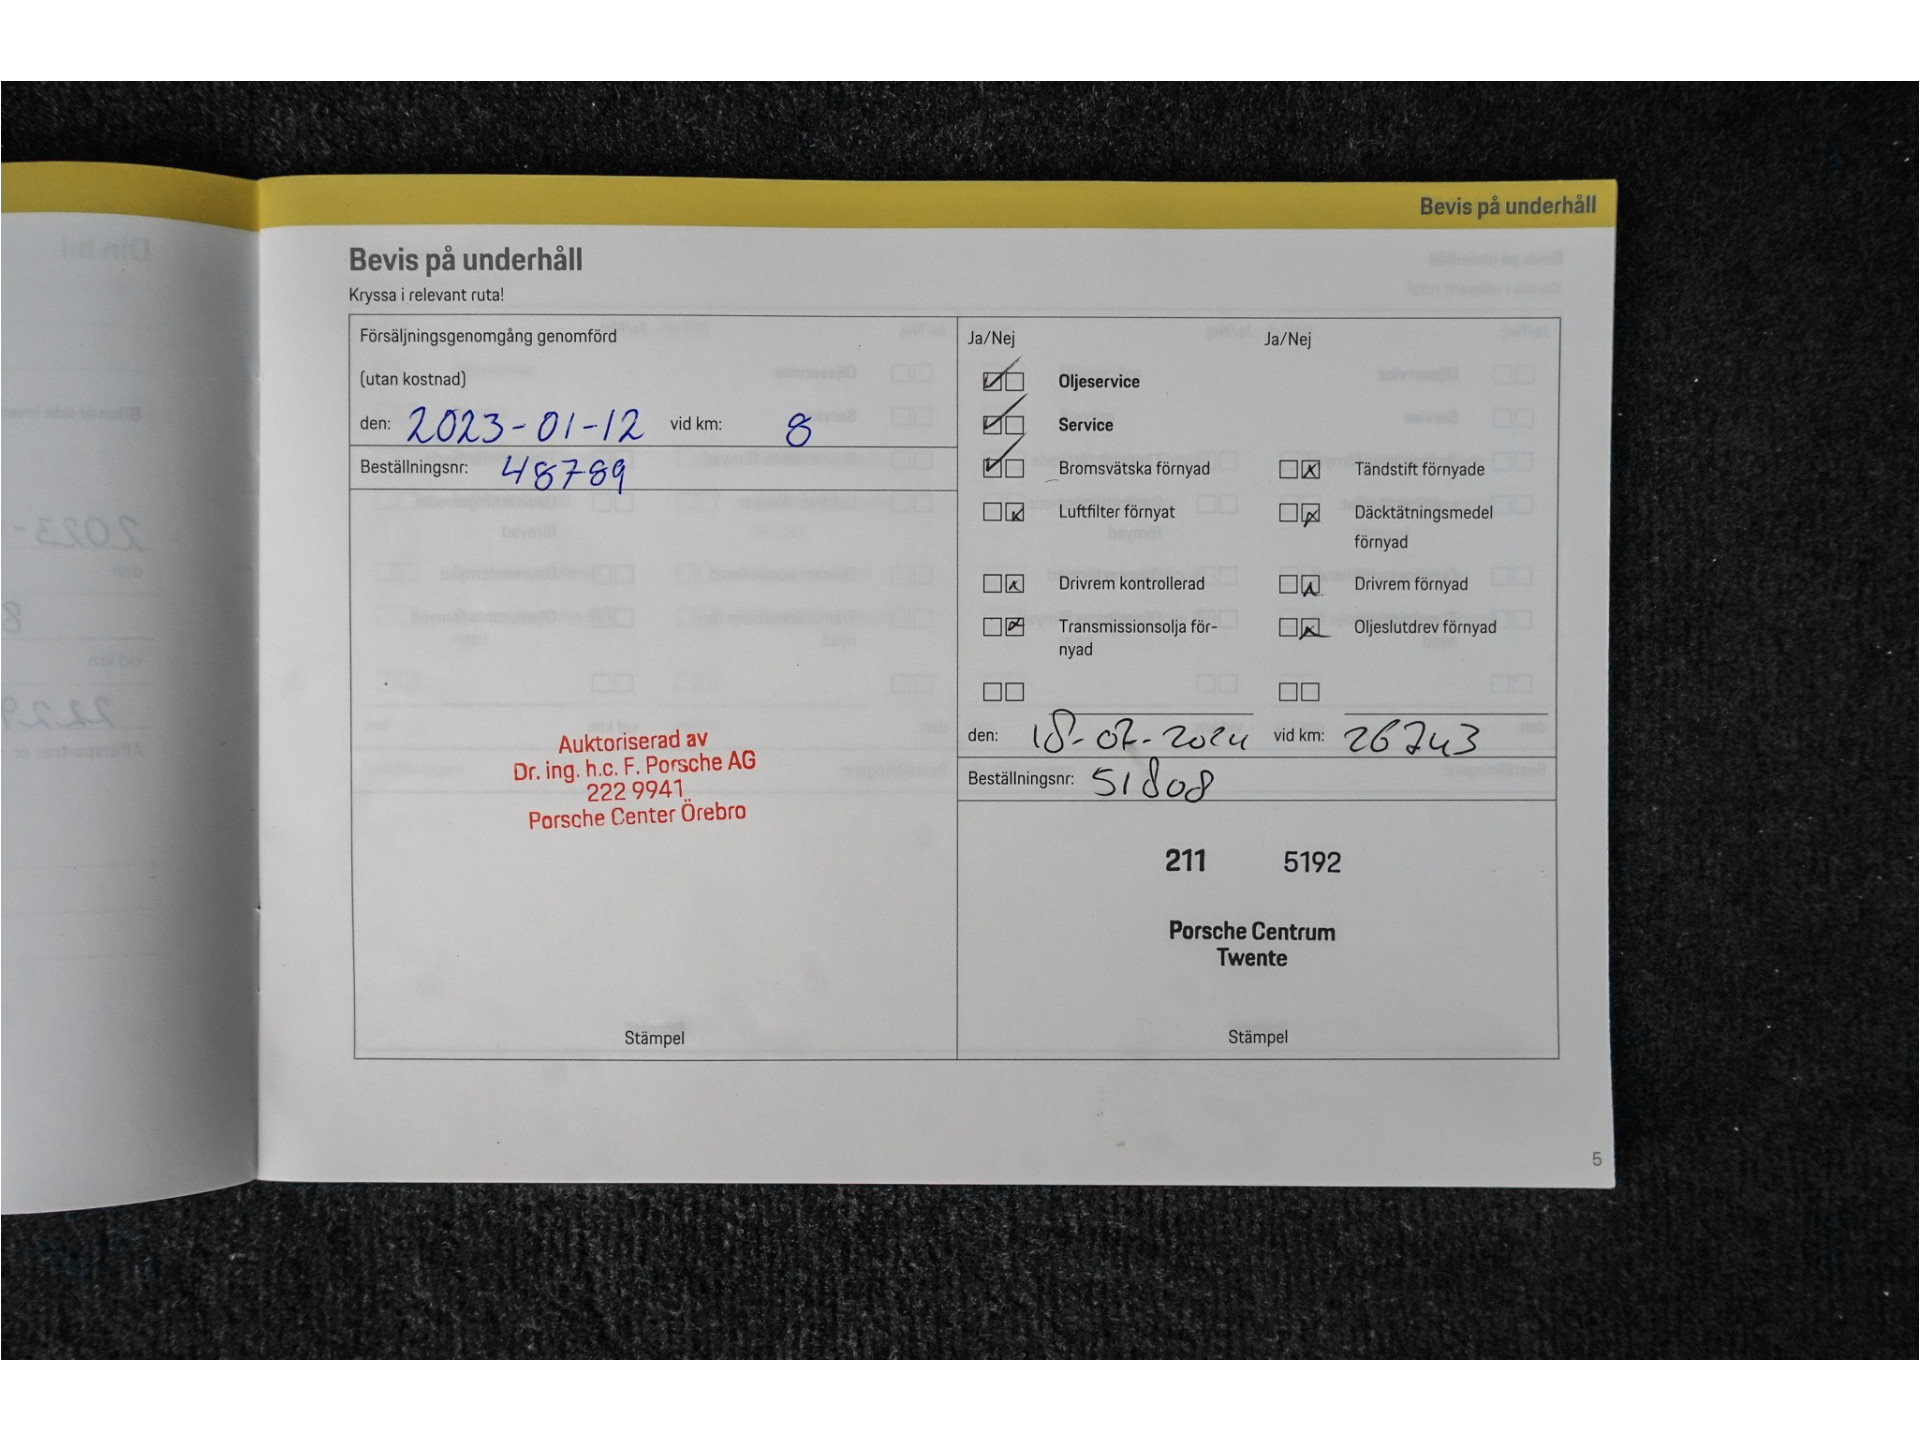 Bevis på underhåll
Bevis på underhåll
Kryssa i relevant ruta!
Försäljningsgenomgång genomförd
(utan kostnad)
den: 2023-01-12 vid km: 8
Beställningsnr: 48789
Auktoriserad av
Dr. ing. h.c. F. Porsche AG
222 9941
Porsche Center Örebro
Stämpel
Ja/Nej Ja/Nej
Oljeservice
Service
Bromsvätska förnyad Tändstift förnyade
Luftfilter förnyat Däcktätningsmedel
förnyad
Drivrem kontrollerad Drivrem förnyad
Transmissionsolja för- Oljeslutdrev förnyad
nyad
den: 18-07-2024 vid km: 26743
Beställningsnr: 51808
211 5192
Porsche Centrum
Twente
Stämpel
5